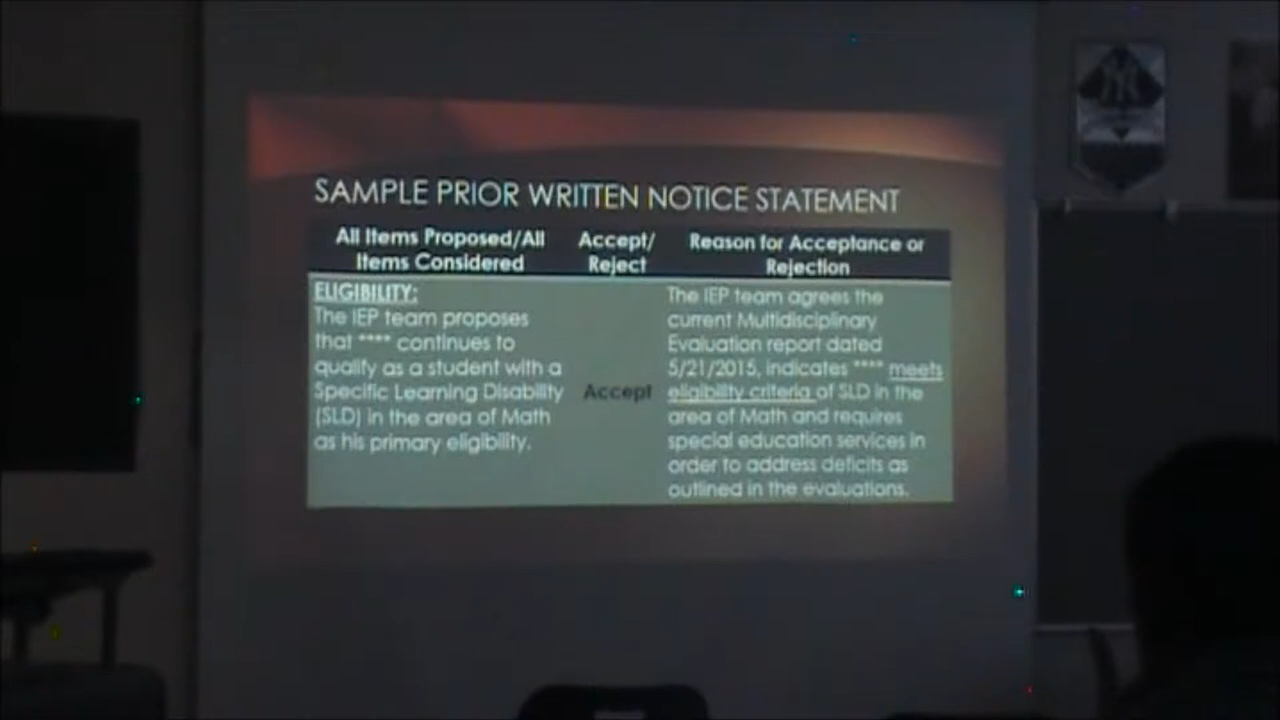 SAMPLE PRIOR WRITTEN NOTICE STATEMENT
All Items Proposed/All
Items Considered
Accept/
Reject
Reason for Acceptance or
Rejection
ELIGIBILITY:
The IEP team proposes
that **** continues to
qualify as a student with a
Specific Learning Disability
(SLD) in the area of Math
as his primary eligibility.
Accept
The IEP team agrees the
current Multidisciplinary
Evaluation report dated
5/21/2015, indicates **** meets
eligibility criteria of SLD in the
area of Math and requires
special education services in
order to address deficits as
outlined in the evaluations.
NY